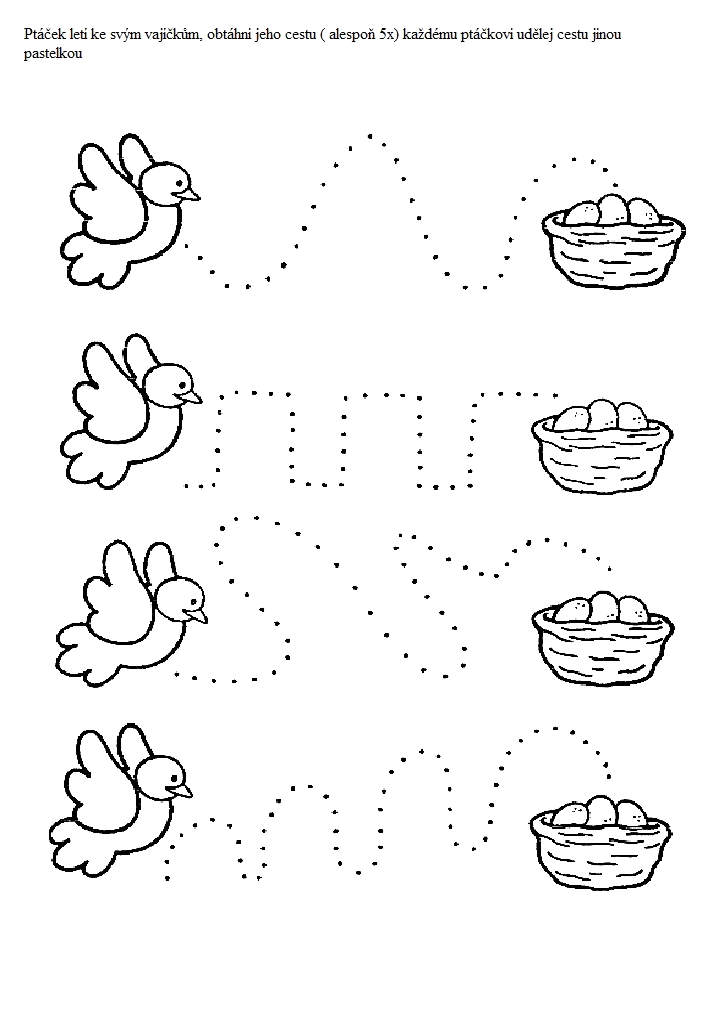 Ptáček letí ke svým vajíčkům, obtáhni jeho cestu ( alespoň 5x) každému ptáčkovi udělej cestu jinou
pastelkou